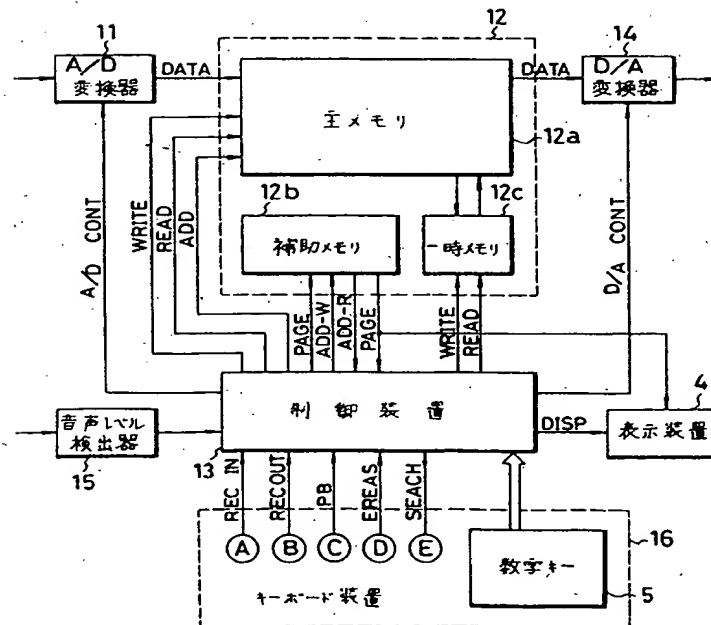 11
A/D
変換器
DATA
12
主メモリ
12a
DATA
14
D/A
変換器
12b
補助メモリ
12c
一時メモリ
A/D CONT
WRITE
READ
ADD
PAGE
ADD-W
ADD-R
PAGE
WRITE
READ
D/A CONT
音声レベル
検出器
15
制御装置
13
DISP
4
表示装置
REC IN
RECOUT
PB
EREAS
SEACH
A
B
C
D
E
数字キー
5
16
キーボード装置